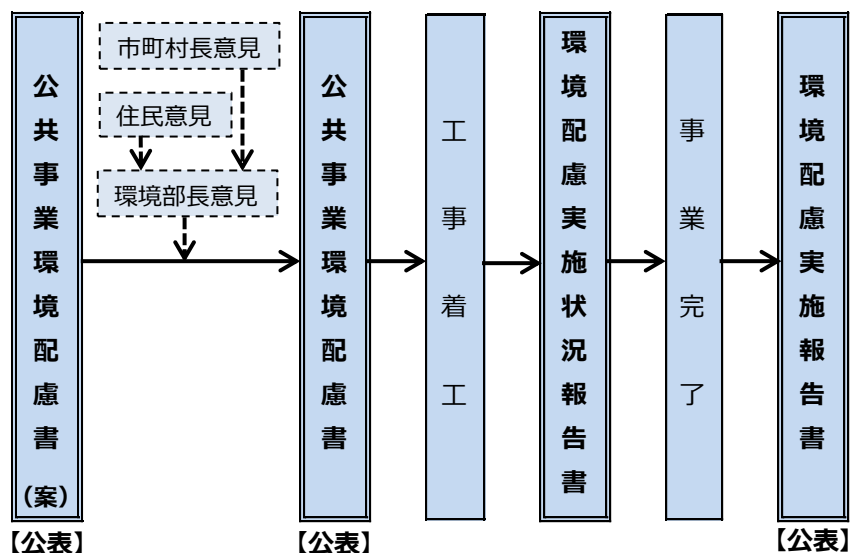 公共事業環境配慮書（案）
【公表】
市町村長意見
住民意見
環境部長意見
公共事業環境配慮書
【公表】
工事着工
環境配慮実施状況報告書
事業完了
環境配慮実施報告書
【公表】